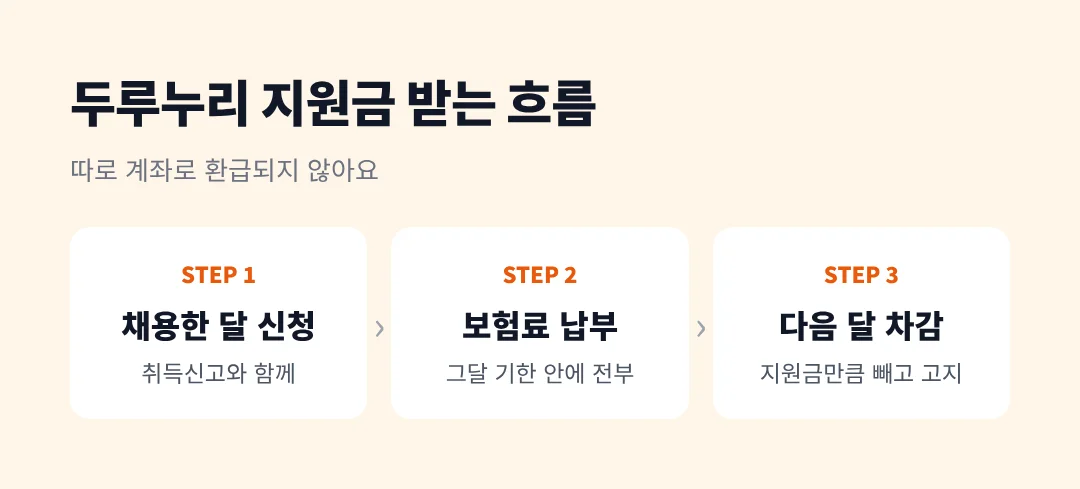 두루누리 지원금 받는 흐름
따로 계좌로 환급되지 않아요
STEP 1
채용한 달 신청
취득신고와 함께
›
STEP 2
보험료 납부
그달 기한 안에 전부
›
STEP 3
다음 달 차감
지원금만큼 빼고 고지